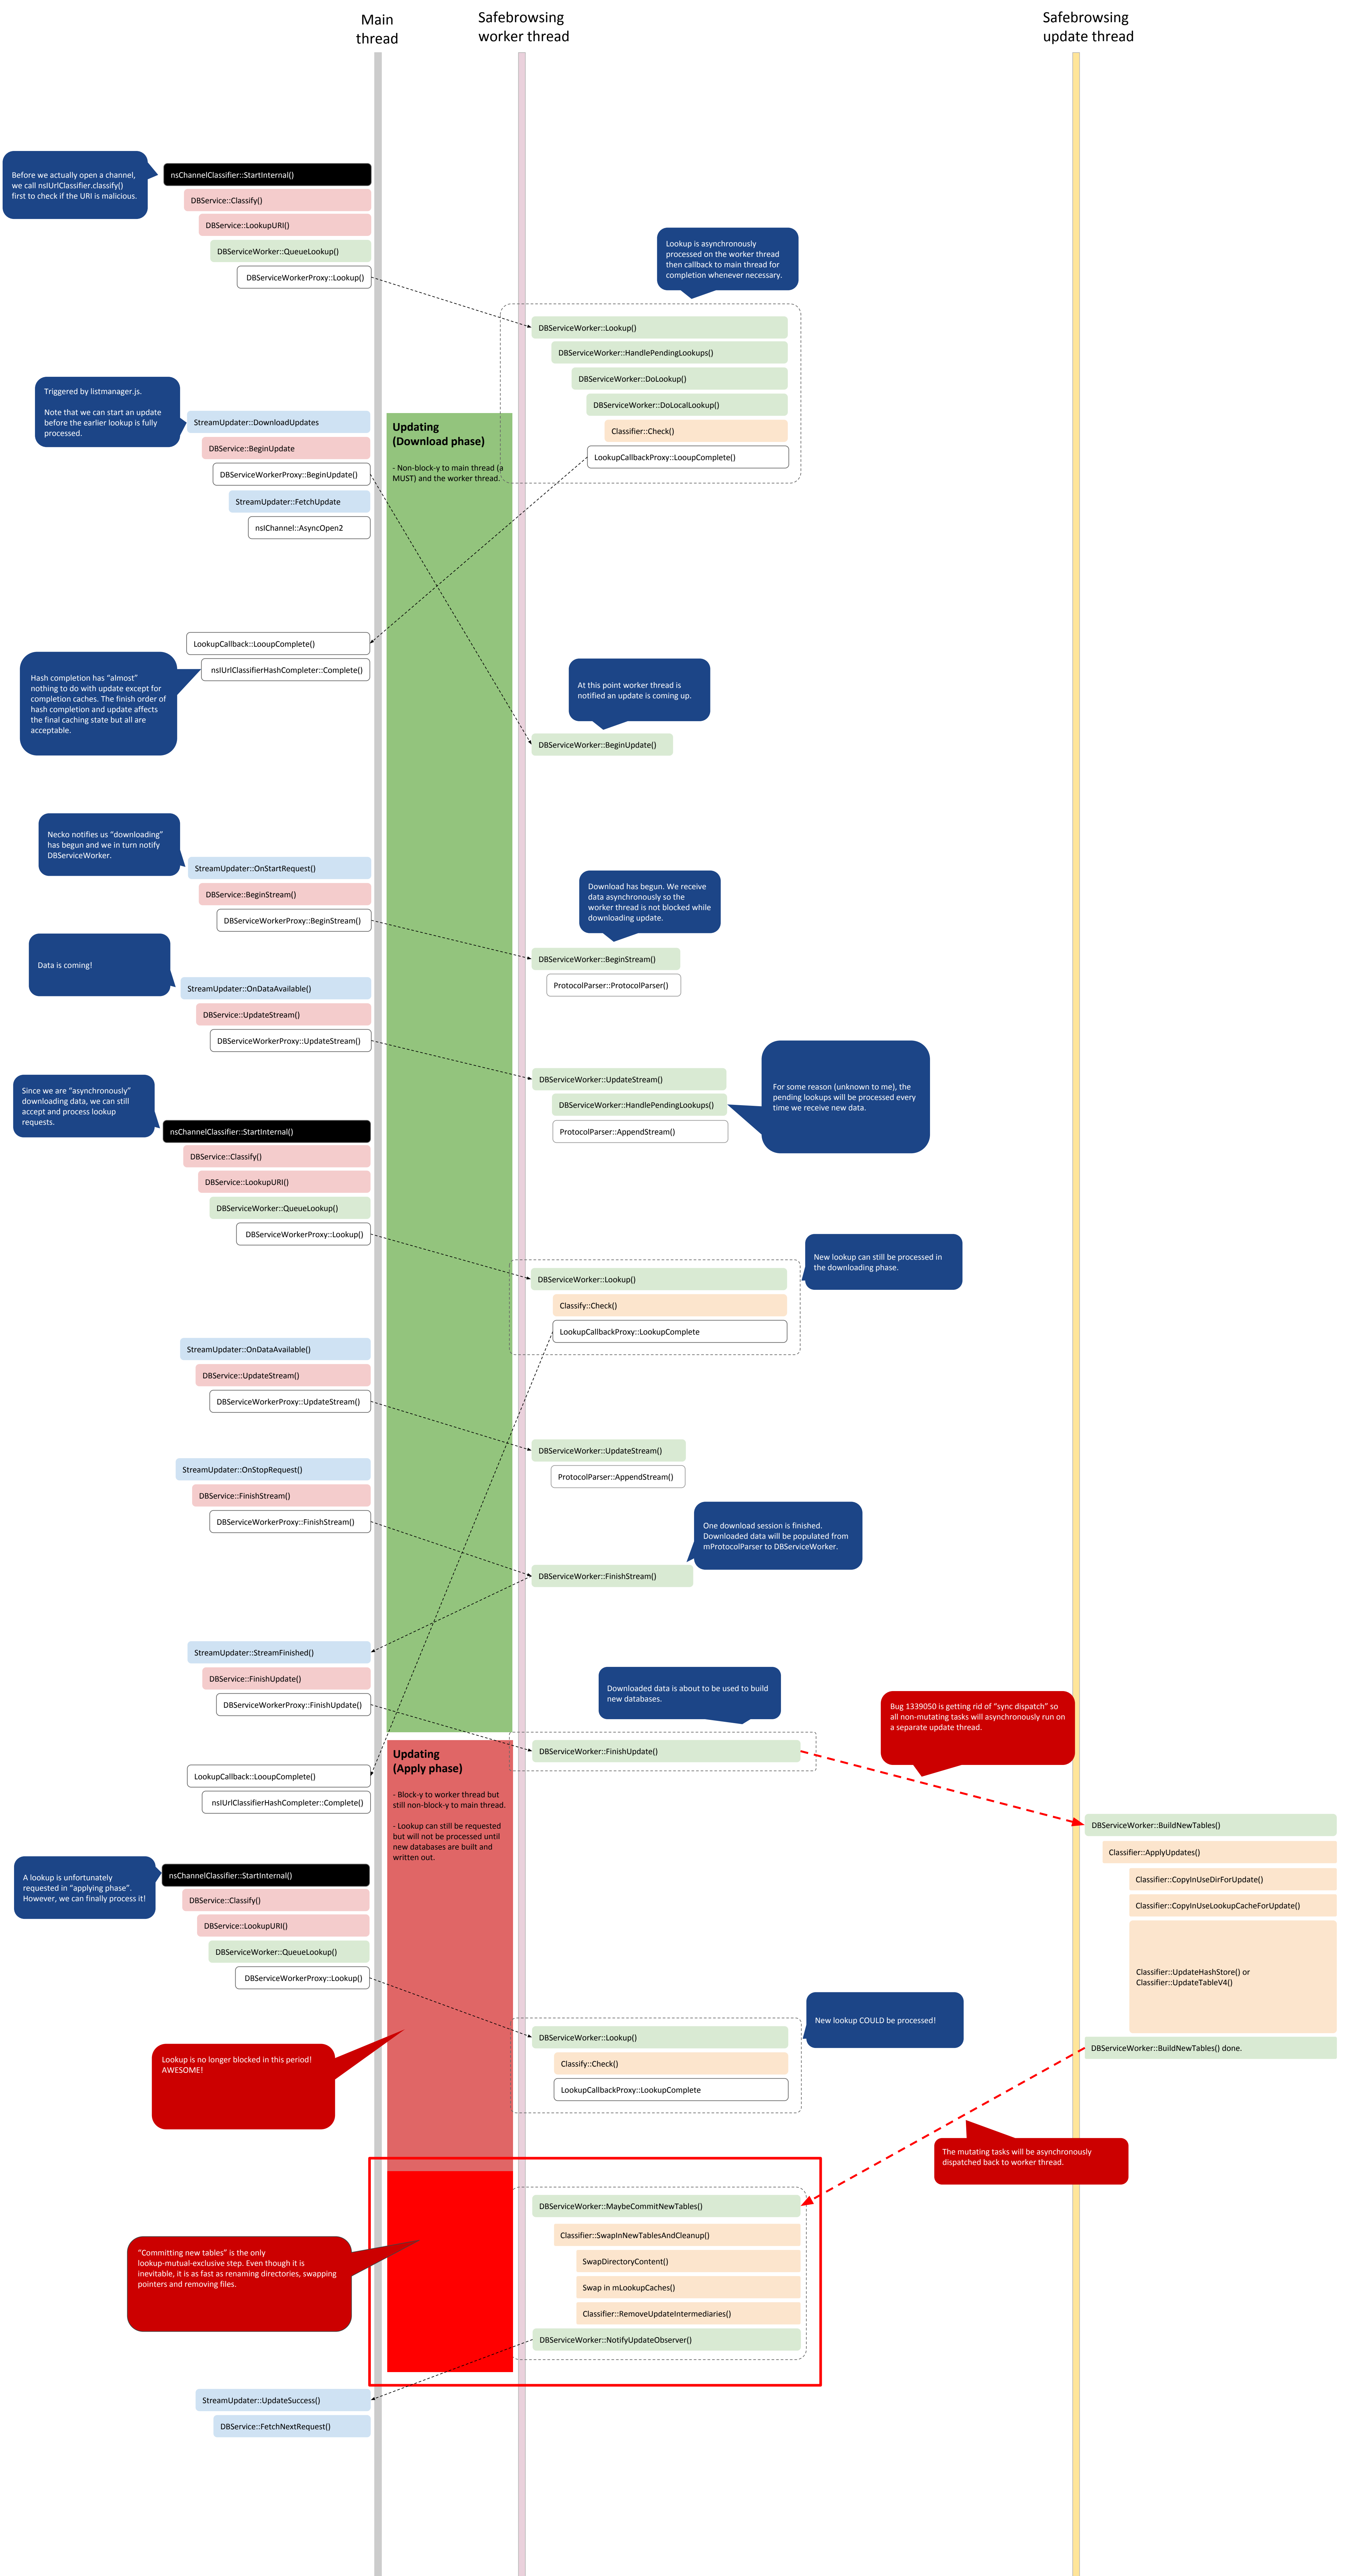 Main
thread
Safebrowsing
worker thread
Safebrowsing
update thread
Before we actually open a channel,
we call nsIUrlClassifier.classify()
first to check if the URI is malicious.
nsChannelClassifier::StartInternal()
DBService::Classify()
DBService::LookupURI()
DBServiceWorker::QueueLookup()
DBServiceWorkerProxy::Lookup()
Lookup is asynchronously
processed on the worker thread
then callback to main thread for
completion whenever necessary.
DBServiceWorker::Lookup()
DBServiceWorker::HandlePendingLookups()
DBServiceWorker::DoLookup()
DBServiceWorker::DoLocalLookup()
Classifier::Check()
LookupCallbackProxy::LooupComplete()
Triggered by listmanager.js.
Note that we can start an update
before the earlier lookup is fully
processed.
StreamUpdater::DownloadUpdates
DBService::BeginUpdate
DBServiceWorkerProxy::BeginUpdate()
StreamUpdater::FetchUpdate
nsIChannel::AsyncOpen2
Updating
(Download phase)
- Non-block-y to main thread (a
MUST) and the worker thread.
LookupCallback::LooupComplete()
nsIUrlClassifierHashCompleter::Complete()
Hash completion has "almost"
nothing to do with update except for
completion caches. The finish order of
hash completion and update affects
the final caching state but all are
acceptable.
At this point worker thread is
notified an update is coming up.
DBServiceWorker::BeginUpdate()
Necko notifies us "downloading"
has begun and we in turn notify
DBServiceWorker.
StreamUpdater::OnStartRequest()
DBService::BeginStream()
DBServiceWorkerProxy::BeginStream()
Download has begun. We receive
data asynchronously so the
worker thread is not blocked while
downloading update.
DBServiceWorker::BeginStream()
ProtocolParser::ProtocolParser()
Data is coming!
StreamUpdater::OnDataAvailable()
DBService::UpdateStream()
DBServiceWorkerProxy::UpdateStream()
DBServiceWorker::UpdateStream()
DBServiceWorker::HandlePendingLookups()
ProtocolParser::AppendStream()
For some reason (unknown to me), the
pending lookups will be processed every
time we receive new data.
Since we are "asynchronously"
downloading data, we can still
accept and process lookup
requests.
nsChannelClassifier::StartInternal()
DBService::Classify()
DBService::LookupURI()
DBServiceWorker::QueueLookup()
DBServiceWorkerProxy::Lookup()
New lookup can still be processed in
the downloading phase.
DBServiceWorker::Lookup()
Classify::Check()
LookupCallbackProxy::LookupComplete
StreamUpdater::OnDataAvailable()
DBService::UpdateStream()
DBServiceWorkerProxy::UpdateStream()
DBServiceWorker::UpdateStream()
ProtocolParser::AppendStream()
StreamUpdater::OnStopRequest()
DBService::FinishStream()
DBServiceWorkerProxy::FinishStream()
One download session is finished.
Downloaded data will be populated from
mProtocolParser to DBServiceWorker.
DBServiceWorker::FinishStream()
StreamUpdater::StreamFinished()
DBService::FinishUpdate()
DBServiceWorkerProxy::FinishUpdate()
Downloaded data is about to be used to build
new databases.
DBServiceWorker::FinishUpdate()
Bug 1339050 is getting rid of "sync dispatch" so
all non-mutating tasks will asynchronously run on
a separate update thread.
Updating
(Apply phase)
- Block-y to worker thread but
still non-block-y to main thread.
- Lookup can still be requested
but will not be processed until
new databases are built and
written out.
LookupCallback::LooupComplete()
nsIUrlClassifierHashCompleter::Complete()
DBServiceWorker::BuildNewTables()
Classifier::ApplyUpdates()
Classifier::CopyInUseDirForUpdate()
Classifier::CopyInUseLookupCacheForUpdate()
Classifier::UpdateHashStore() or
Classifier::UpdateTableV4()
DBServiceWorker::BuildNewTables() done.
A lookup is unfortunately
requested in "applying phase".
However, we can finally process it!
nsChannelClassifier::StartInternal()
DBService::Classify()
DBService::LookupURI()
DBServiceWorker::QueueLookup()
DBServiceWorkerProxy::Lookup()
New lookup COULD be processed!
DBServiceWorker::Lookup()
Classify::Check()
LookupCallbackProxy::LookupComplete
Lookup is no longer blocked in this period!
AWESOME!
The mutating tasks will be asynchronously
dispatched back to worker thread.
DBServiceWorker::MaybeCommitNewTables()
Classifier::SwapInNewTablesAndCleanup()
SwapDirectoryContent()
Swap in mLookupCaches()
Classifier::RemoveUpdateIntermediaries()
DBServiceWorker::NotifyUpdateObserver()
"Committing new tables" is the only
lookup-mutual-exclusive step. Even though it is
inevitable, it is as fast as renaming directories, swapping
pointers and removing files.
StreamUpdater::UpdateSuccess()
DBService::FetchNextRequest()